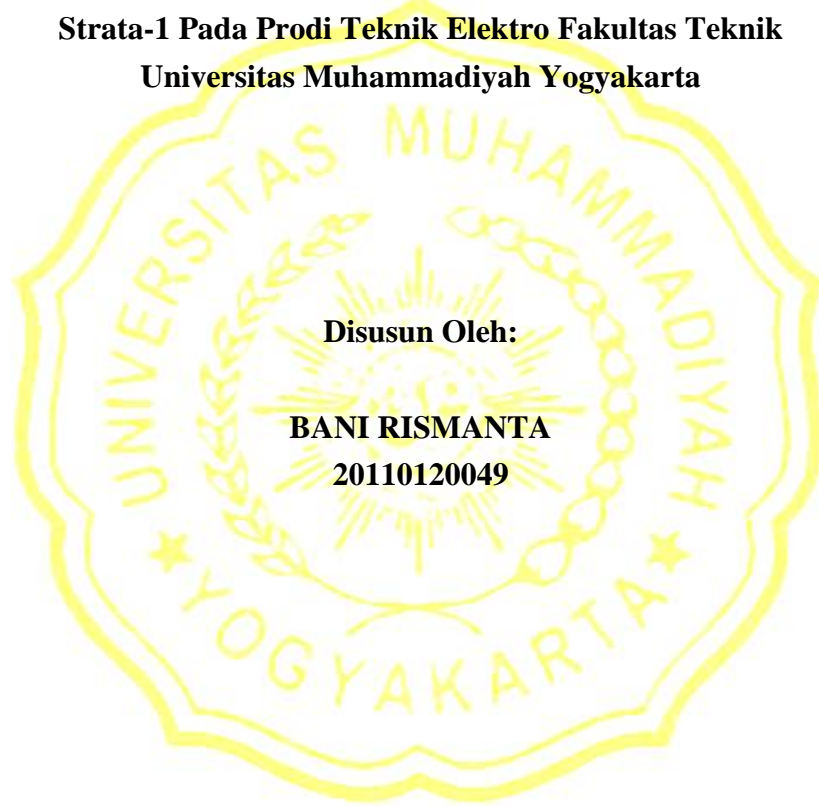 Strata-1 Pada Prodi Teknik Elektro Fakultas Teknik
Universitas Muhammadiyah Yogyakarta
UNIVERSITAS MUHAMMADIYAH
Disusun Oleh:
BANI RISMANTA
20110120049
★ YOGYAKARTA ★